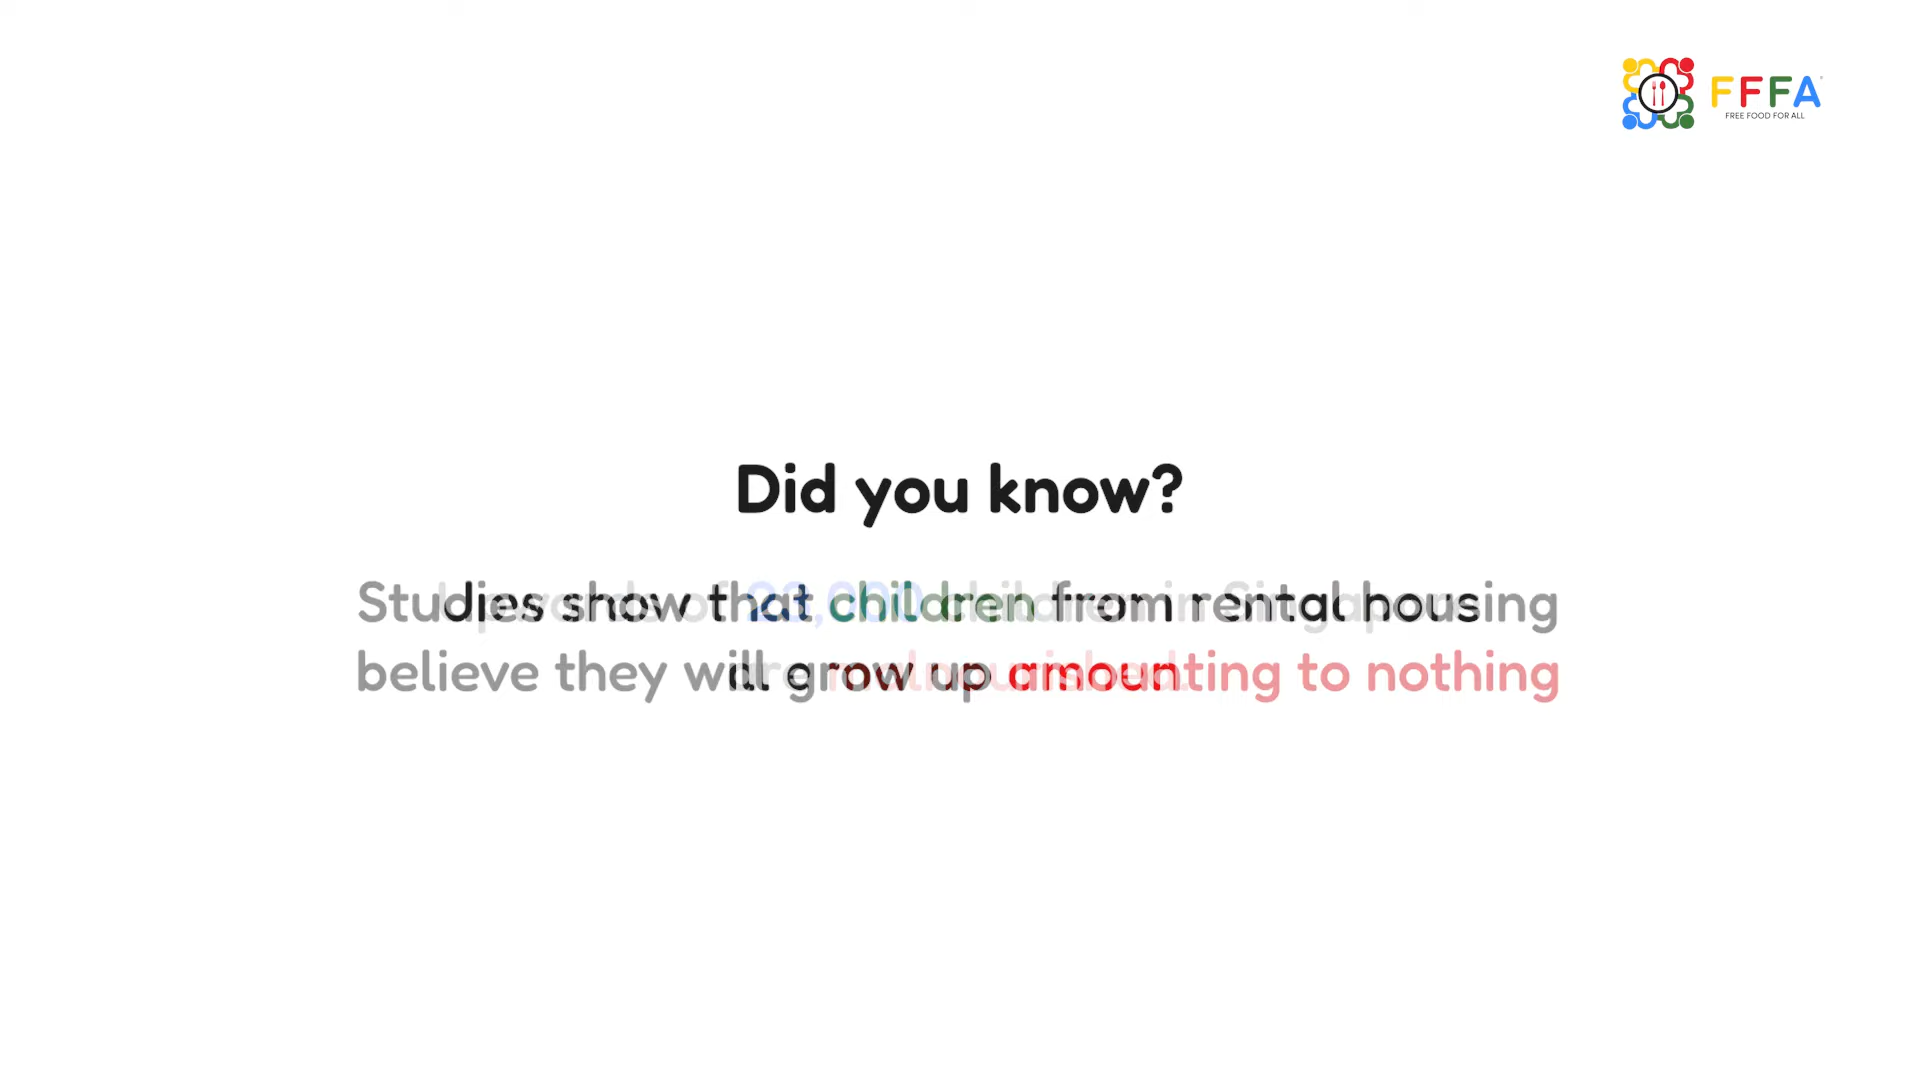 FFFA
FREE FOOD FOR ALL
Did you know?
Studies show that children from rental housing
believe they will grow up amounting to nothing